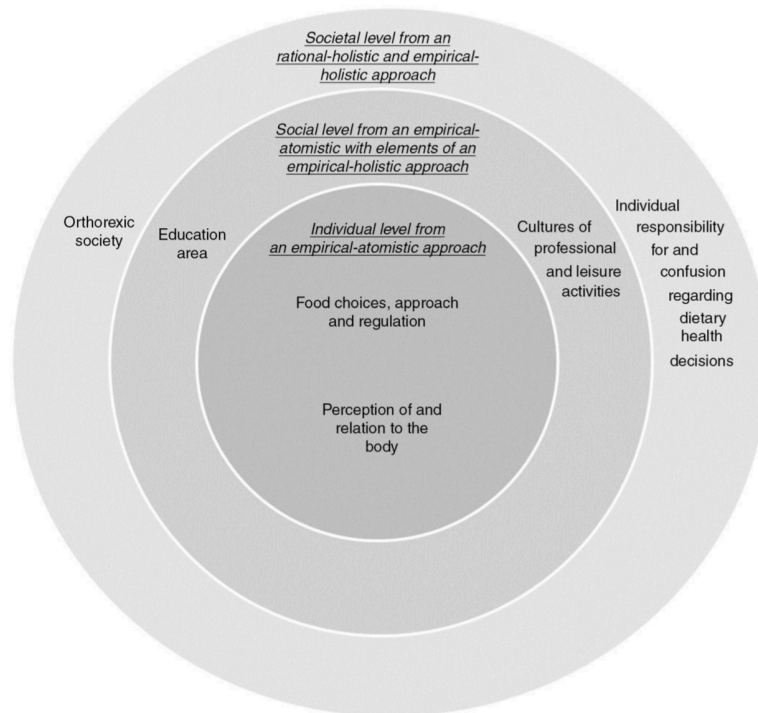 Societal level from an
rational-holistic and empirical-
holistic approach
Social level from an empirical-
atomistic with elements of an
empirical-holistic approach
Orthorexic
society
Education
area
Individual level from
an empirical-atomistic approach
Food choices, approach
and regulation
Perception of and
relation to the
body
Cultures of
professional
and leisure
activities
Individual
responsibility
for and
confusion
regarding
dietary
health
decisions